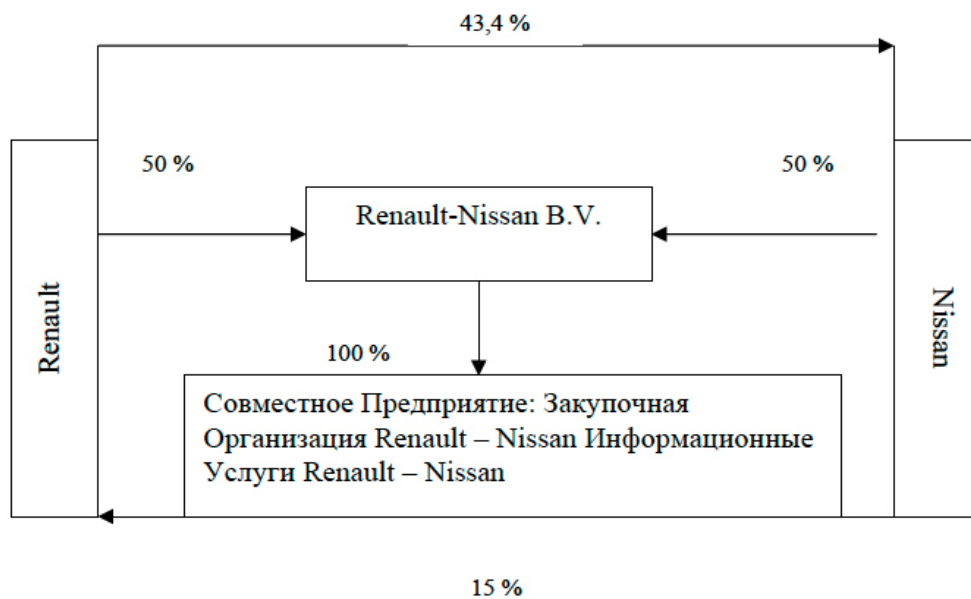 43,4 %
50 %
50 %
Renault-Nissan B.V.
Renault
Nissan
100 %
Совместное Предприятие: Закупочная
Организация Renault – Nissan Информационные
Услуги Renault – Nissan
15 %